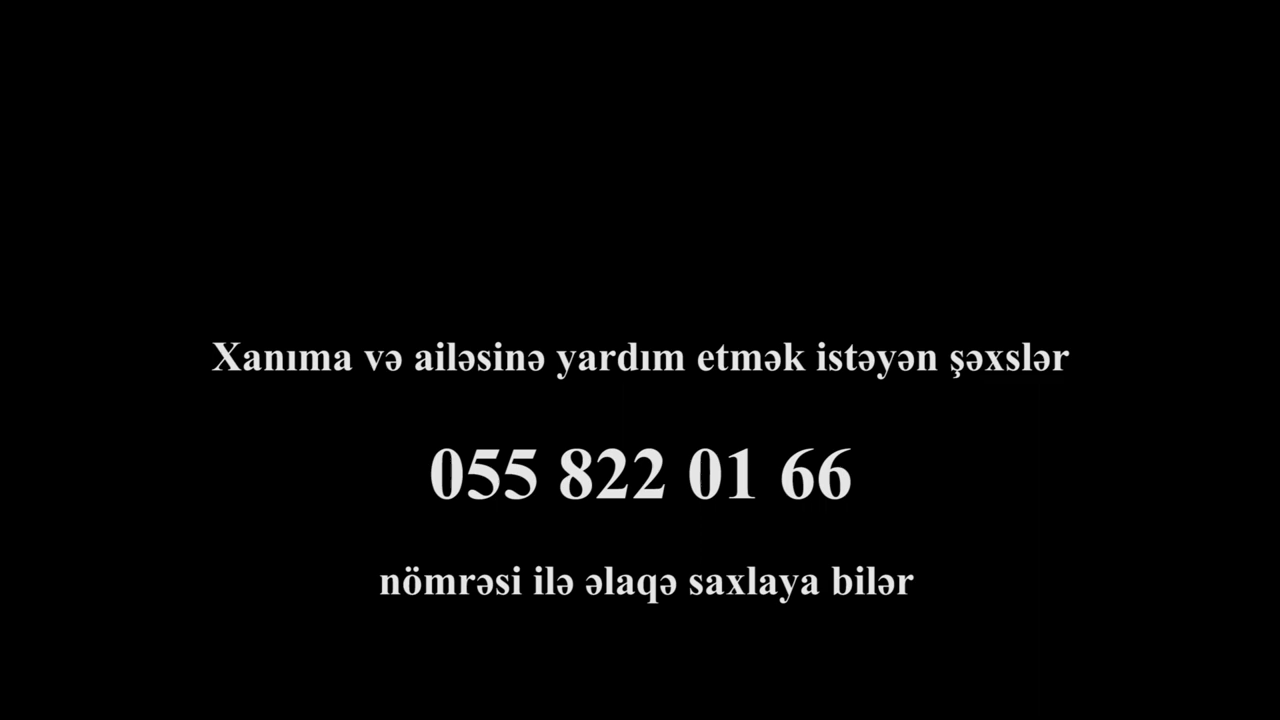 Xanıma və ailəsinə yardım etmək istəyən şəxslər
055 822 01 66
nömrəsi ilə əlaqə saxlaya bilər